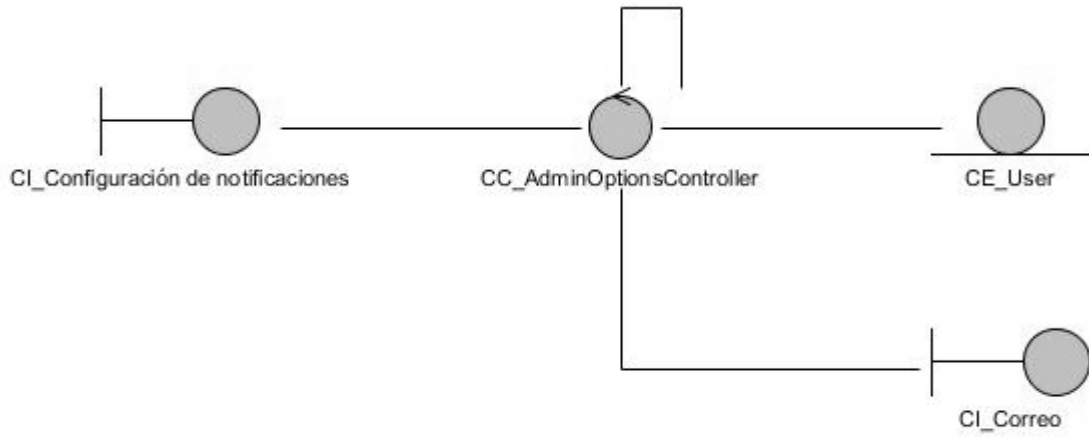 CI_Configuración de notificaciones
CC_AdminOptionsController
CE_User
CI_Correo